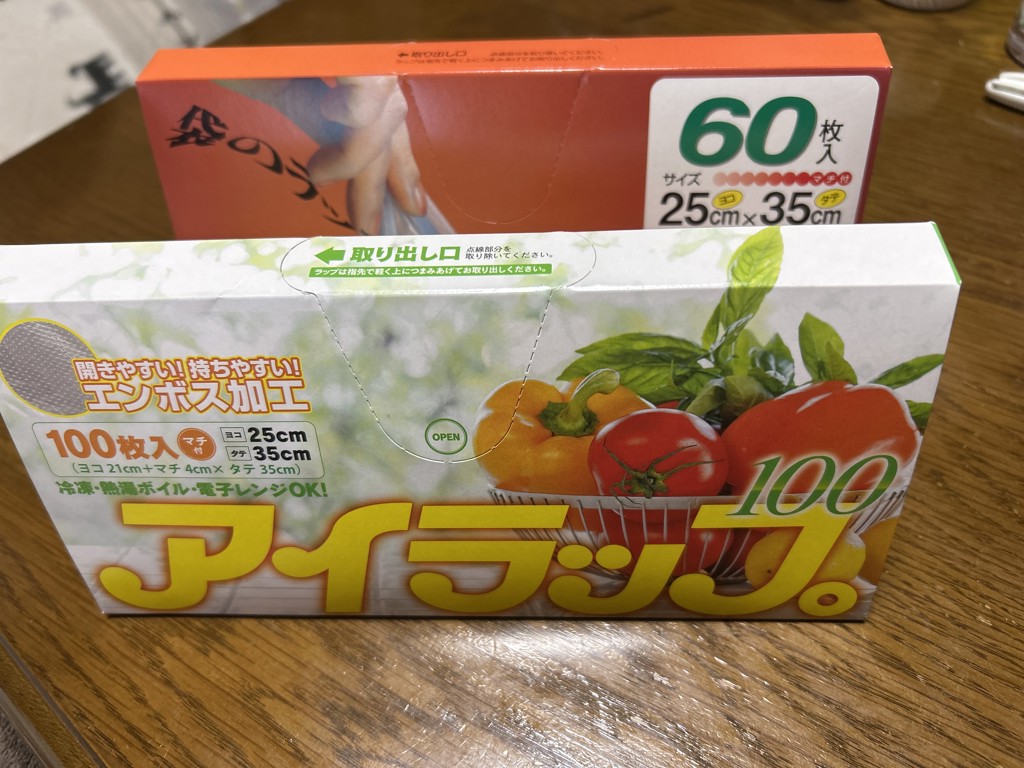 取り出し口
袋のラッ
60枚入
サイズ
マチ付
25cm×35cm
ヨコ
タテ
取り出し口
点線部分を
取り除いてください。
ラップは指先で軽く上につまみあげてお取り出しください。
開きやすい!持ちやすい!
エンボス加工
100枚入
マチ付
ヨコ 25cm
タテ 35cm
(ヨコ 21cm+マチ 4cm× タテ 35cm)
冷凍・熱湯ボイル・電子レンジOK!
OPEN
100
アイラップ。